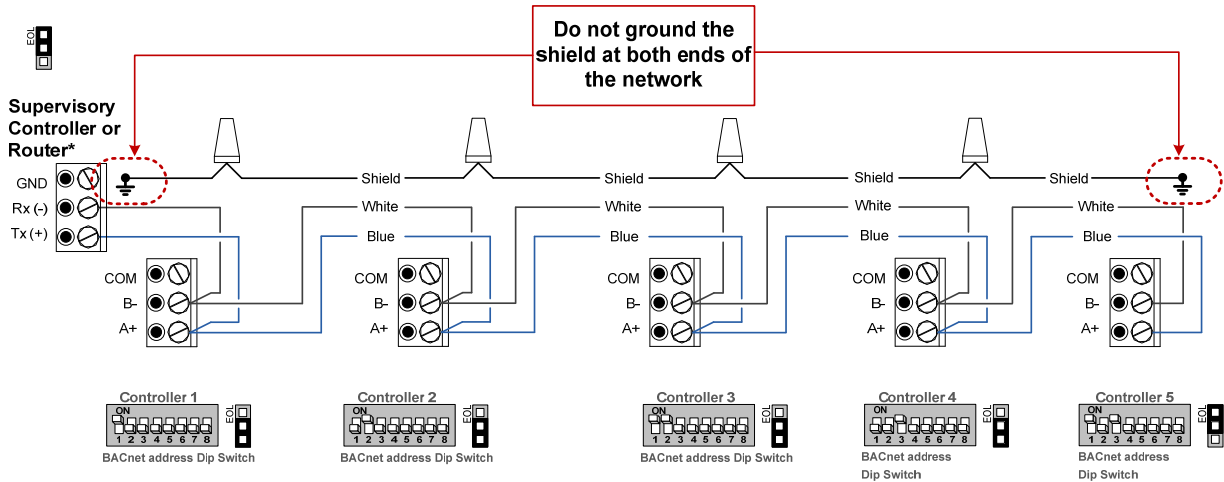 EOL
Do not ground the
shield at both ends of
the network
Supervisory
Controller or
Router*
GND
Rx (-)
Tx (+)
Shield
Shield
Shield
Shield
White
White
White
White
Blue
Blue
Blue
Blue
COM
B-
A+
COM
B-
A+
COM
B-
A+
COM
B-
A+
COM
B-
A+
Controller 1
ON
1 2 3 4 5 6 7 8
EOL
BACnet address Dip Switch
Controller 2
ON
1 2 3 4 5 6 7 8
EOL
BACnet address Dip Switch
Controller 3
ON
1 2 3 4 5 6 7 8
EOL
BACnet address Dip Switch
Controller 4
ON
1 2 3 4 5 6 7 8
EOL
BACnet address
Dip Switch
Controller 5
ON
1 2 3 4 5 6 7 8
EOL
BACnet address
Dip Switch